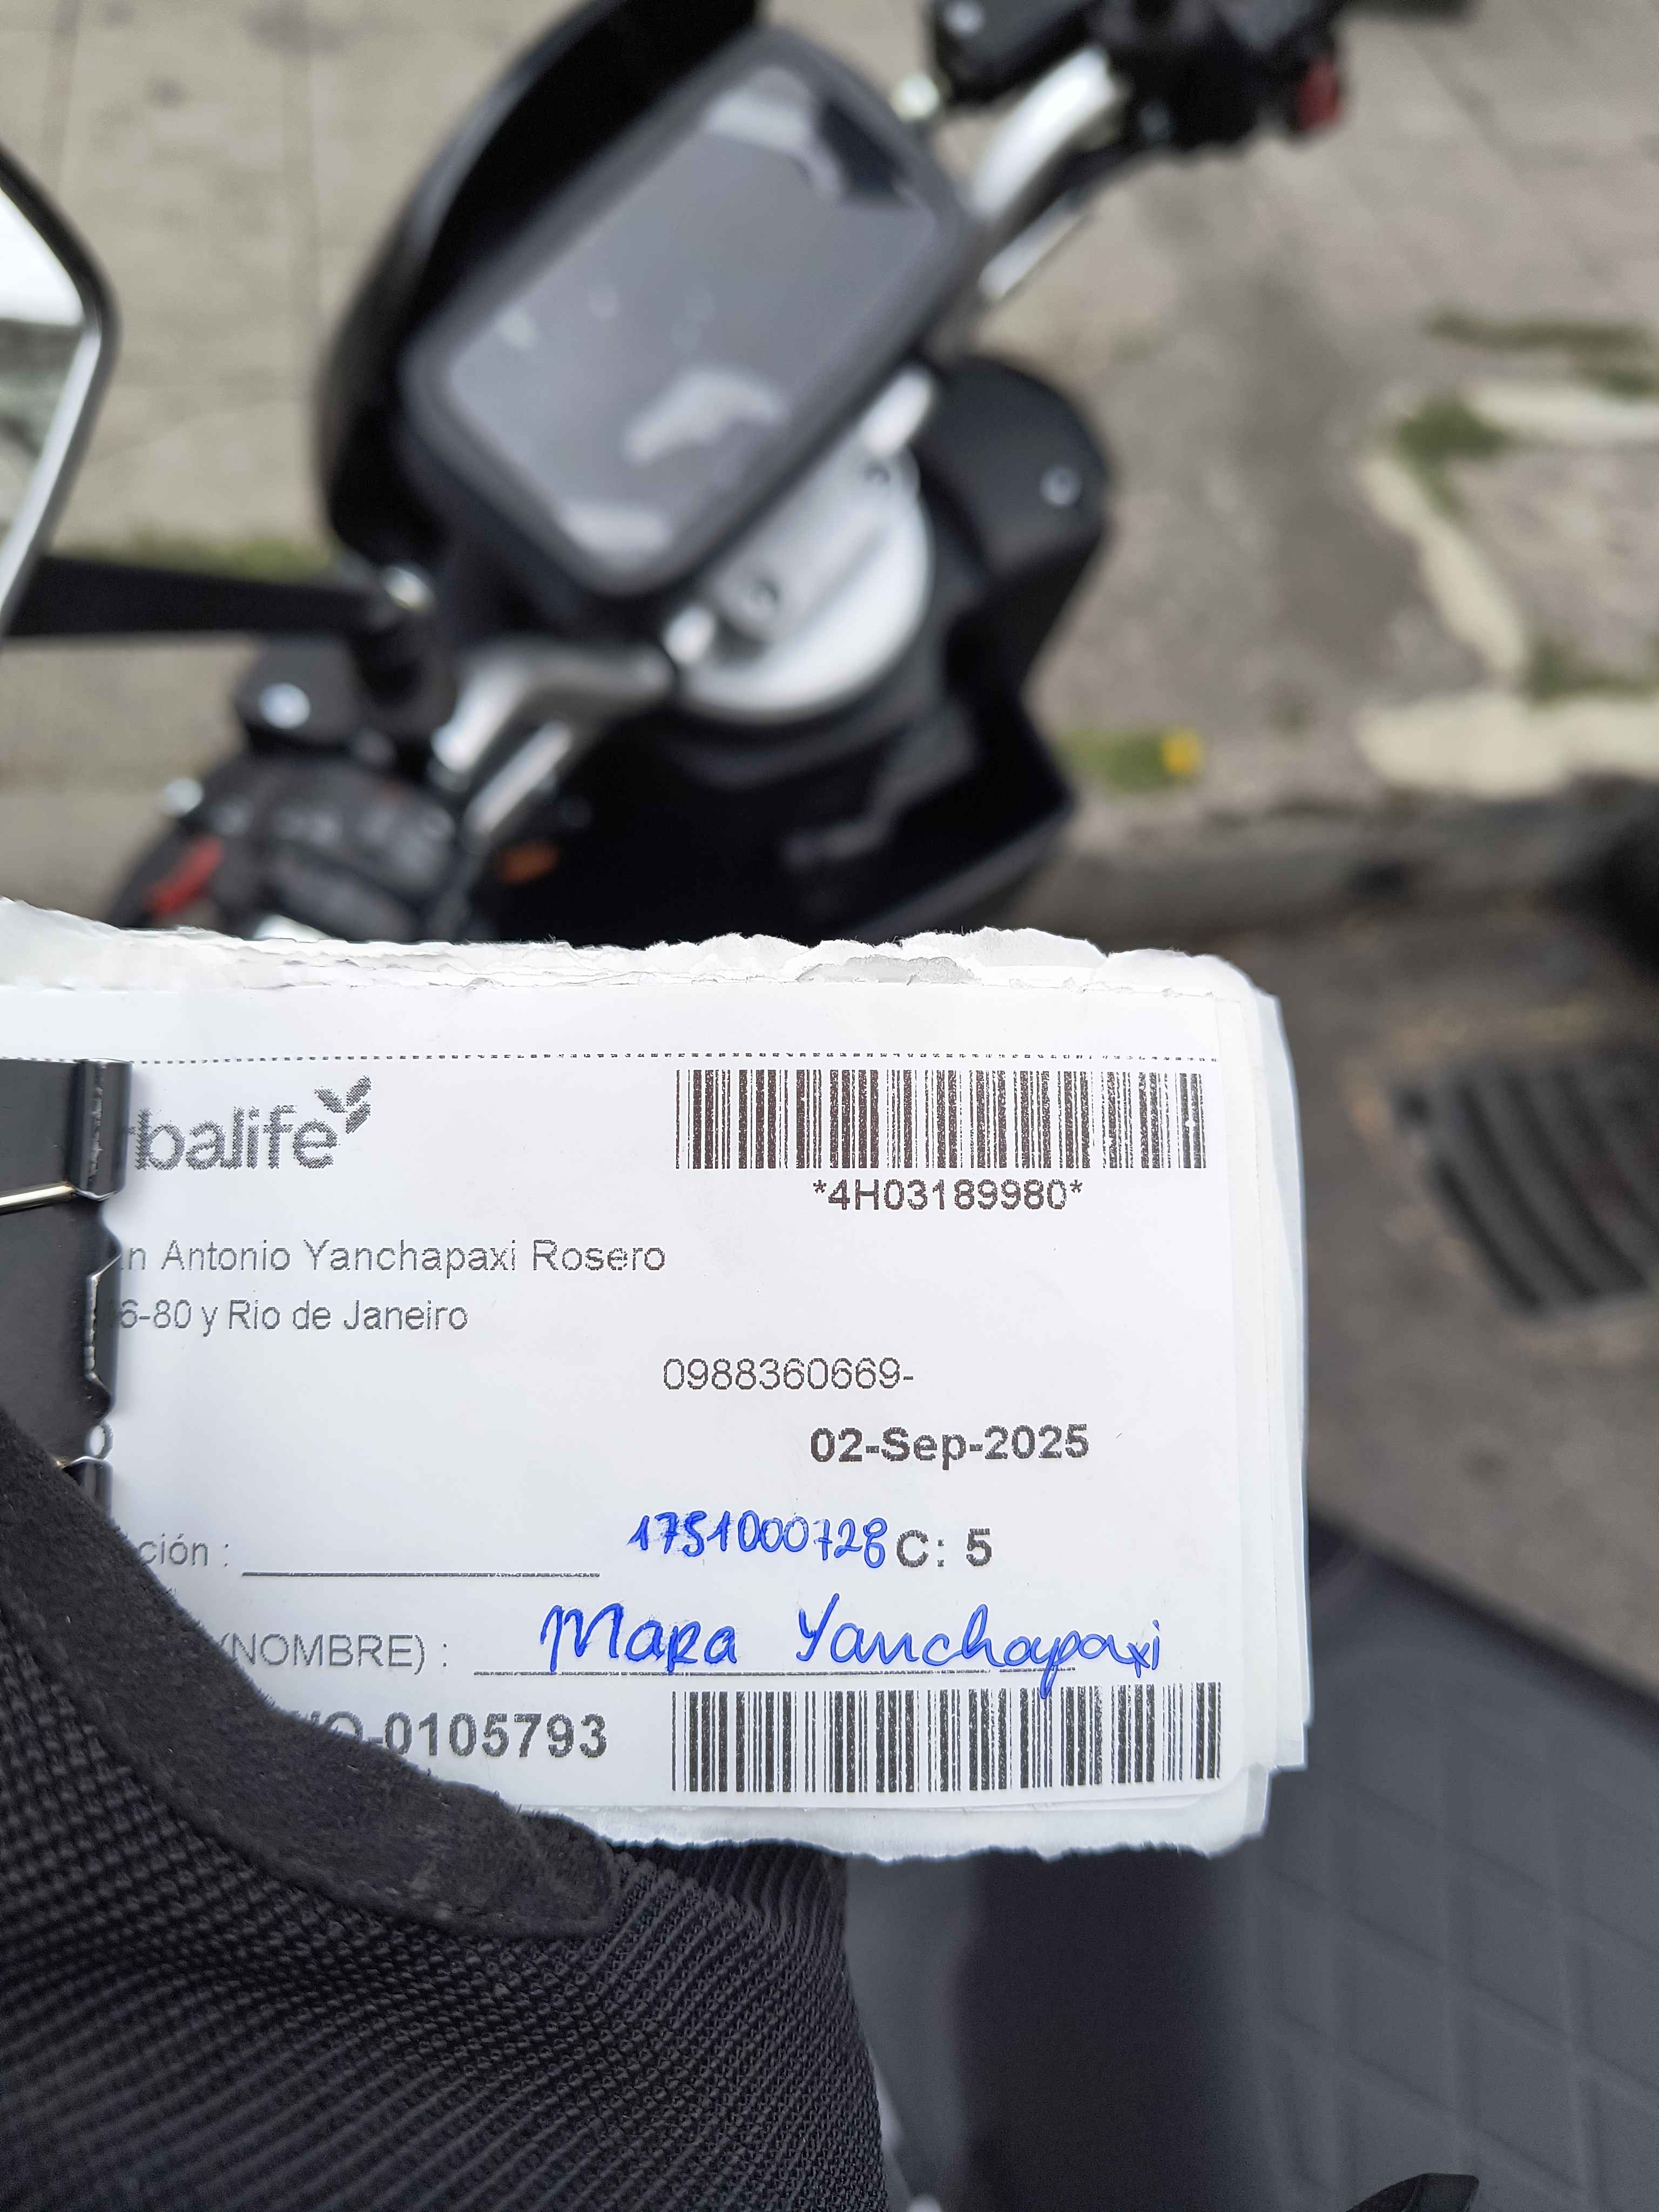 rbalife
*4H03189980*
n Antonio Yanchapaxi Rosero
6-80 y Rio de Janeiro
0988360669-
02-Sep-2025
ción :
1751000728 C: 5
(NOMBRE) : Mara Yanchapaxi
-0105793